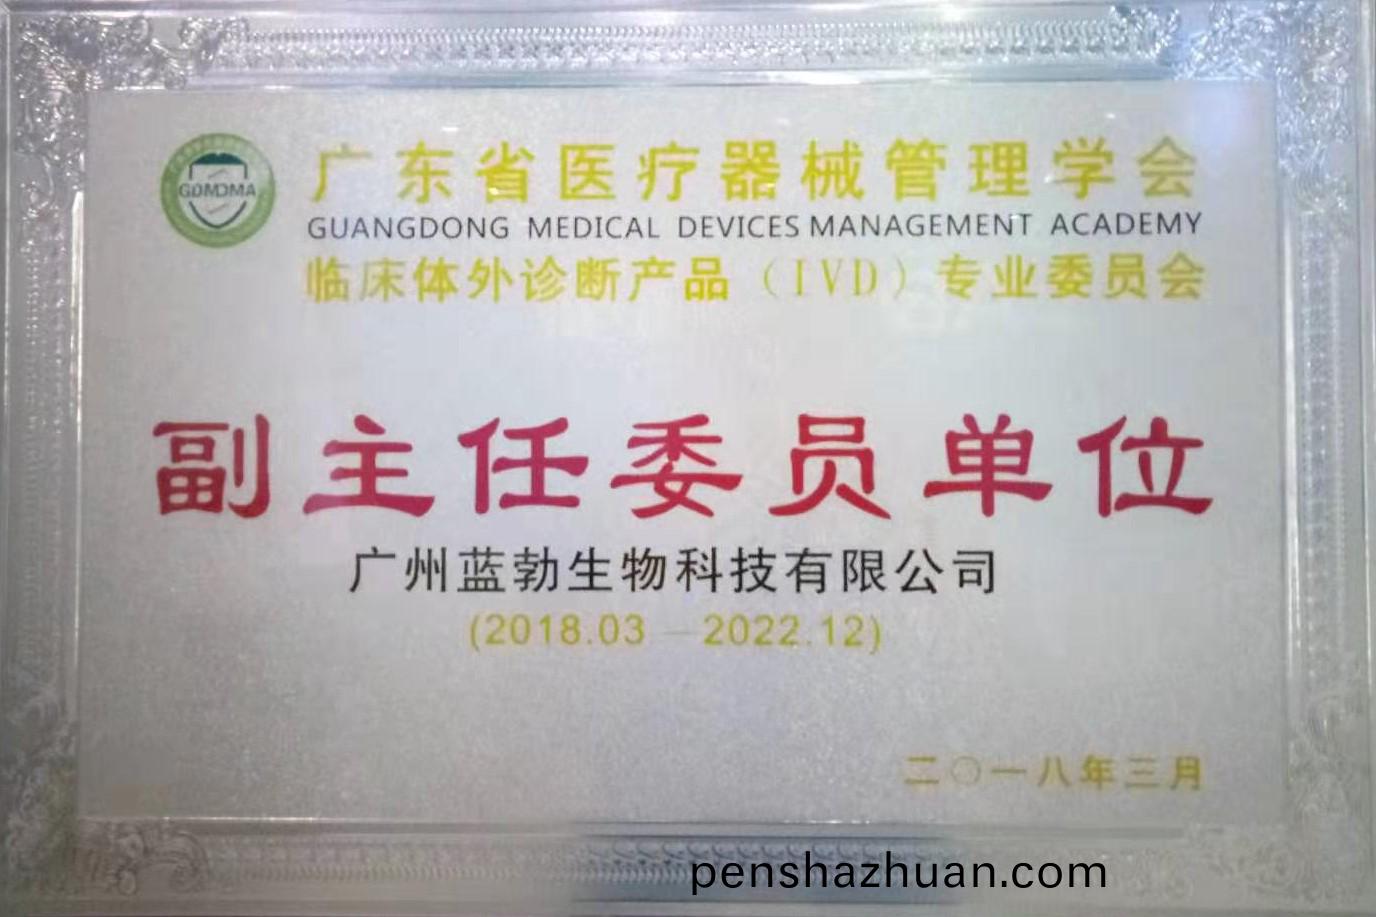 GDMDMA
广东省医疗器械管理学会
GUANGDONG MEDICAL DEVICES MANAGEMENT ACADEMY
临床体外诊断产品（IVD）专业委员会
副主任委员单位
广州蓝勃生物科技有限公司
(2018.03 — 2022.12)
二〇一八年三月
penshazhuan.com